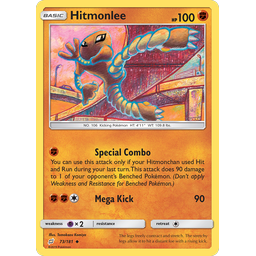 BASIC Hitmonlee HP100
NO. 106 Kicking Pokémon HT: 4'11" WT: 109.8 lbs.
Special Combo
You can use this attack only if your Hitmonchan used Hit
and Run during your last turn. This attack does 90 damage
to 1 of your opponent's Benched Pokémon. (Don't apply
Weakness and Resistance for Benched Pokémon.)
Mega Kick
weakness ×2 resistance retreat
Illus. Tomokazu Komiya
73/181